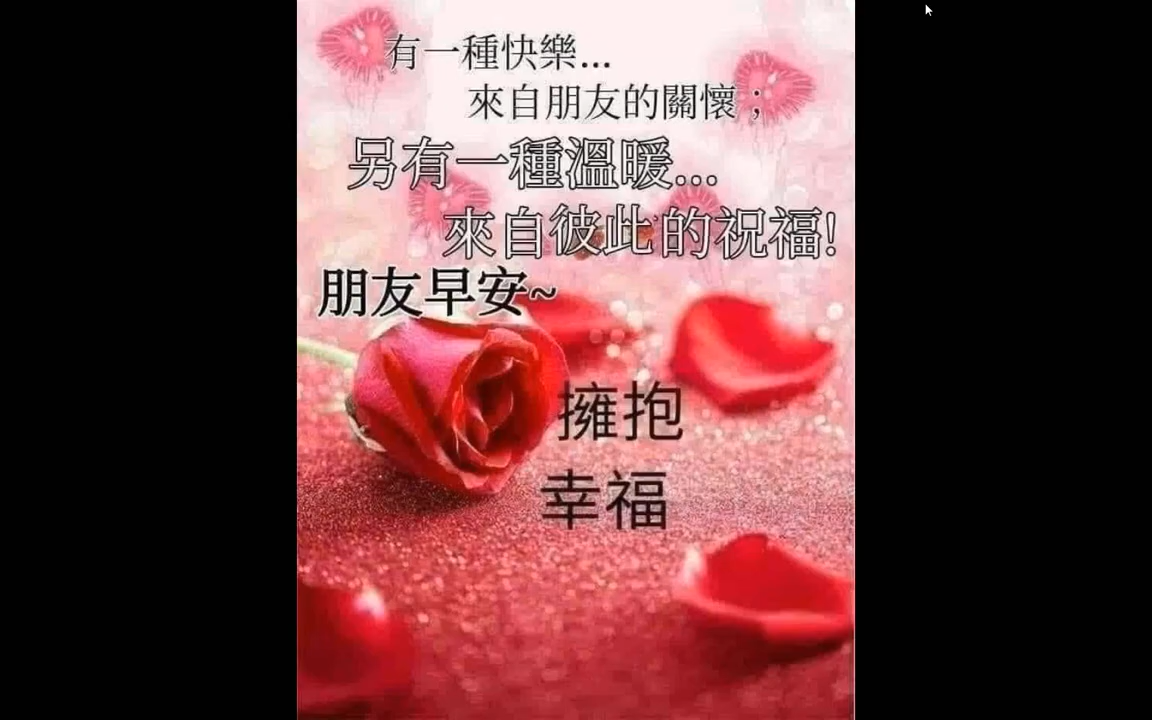 有一種快樂...
來自朋友的關懷；
另有一種溫暖...
來自彼此的祝福!
朋友早安~
擁抱
幸福